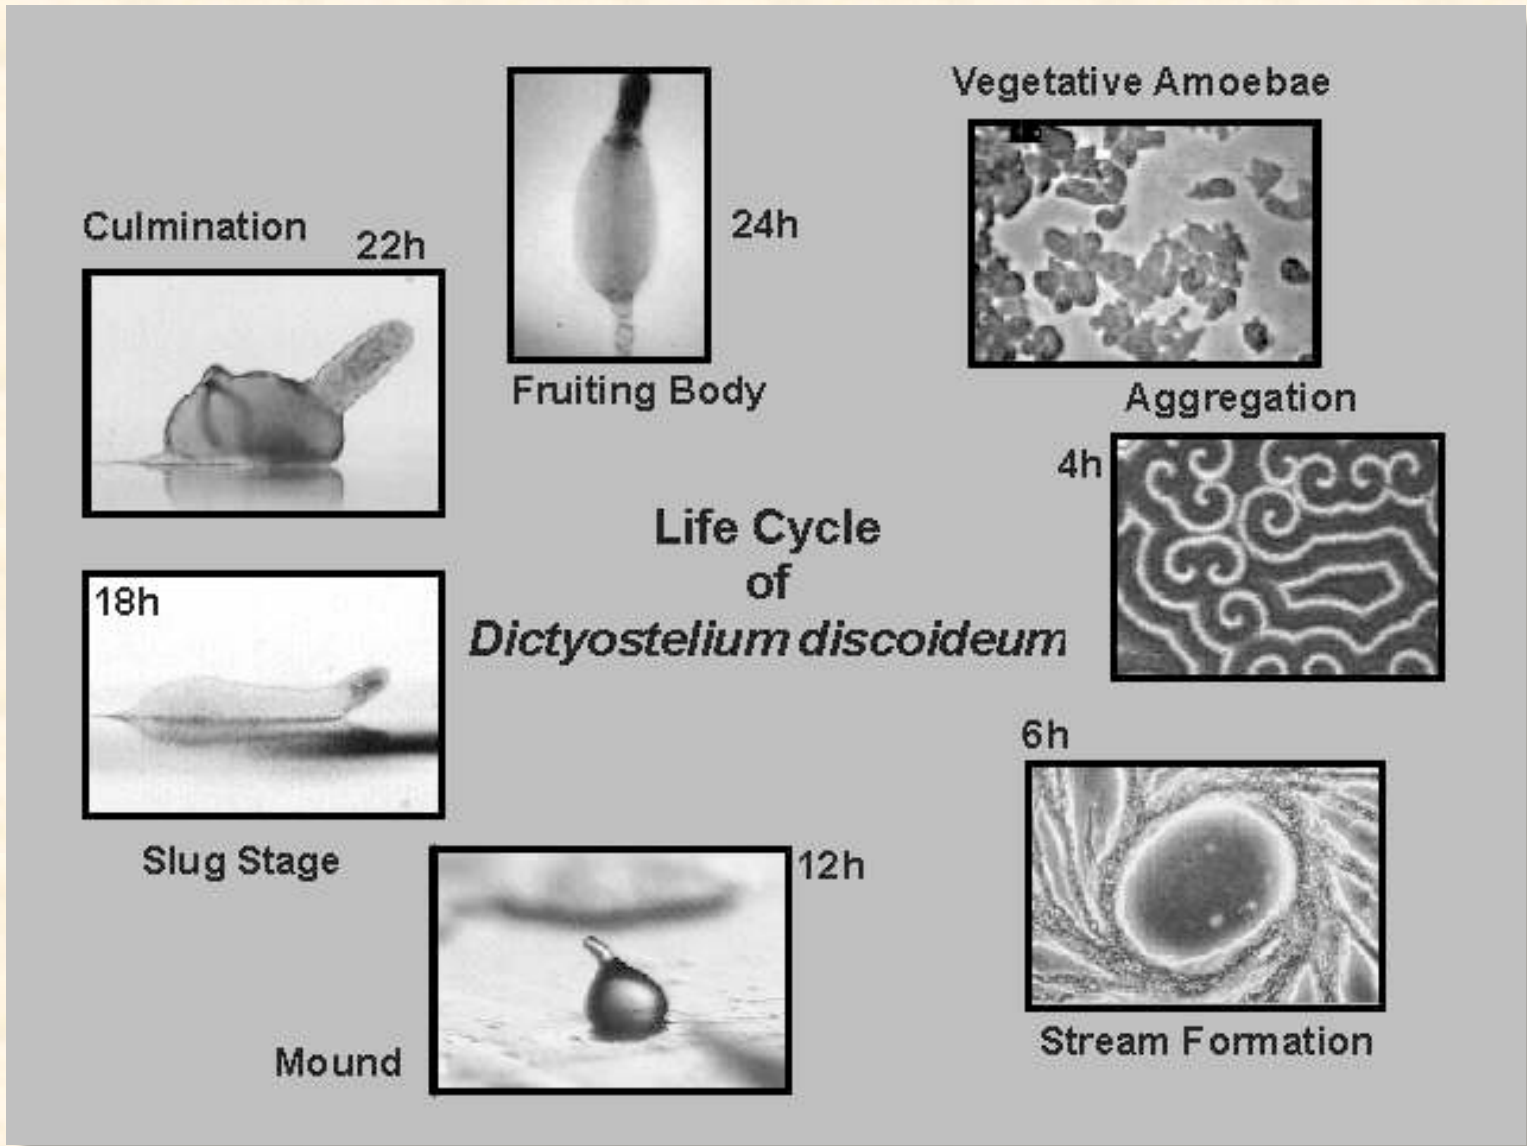 Vegetative Amoebae
Culmination
22h
24h
Fruiting Body
Aggregation
4h
Life Cycle
of
Dictyostelium discoideum
18h
6h
Slug Stage
12h
Stream Formation
Mound